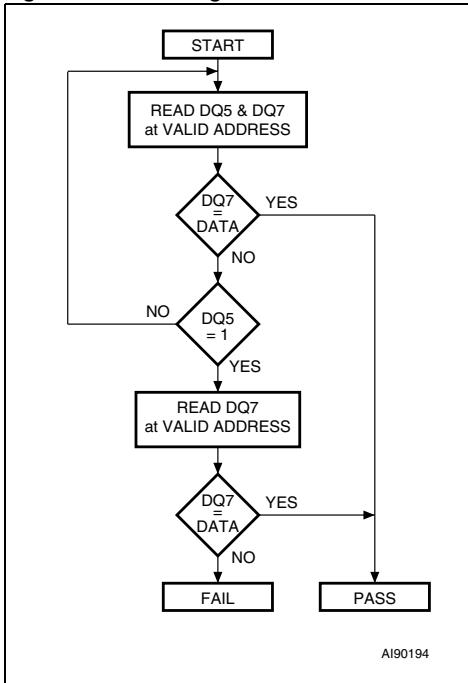 START
READ DQ5 & DQ7
at VALID ADDRESS
DQ7
=
DATA
YES
NO
DQ5
= 1
NO
YES
READ DQ7
at VALID ADDRESS
DQ7
=
DATA
YES
NO
FAIL
PASS
AI90194